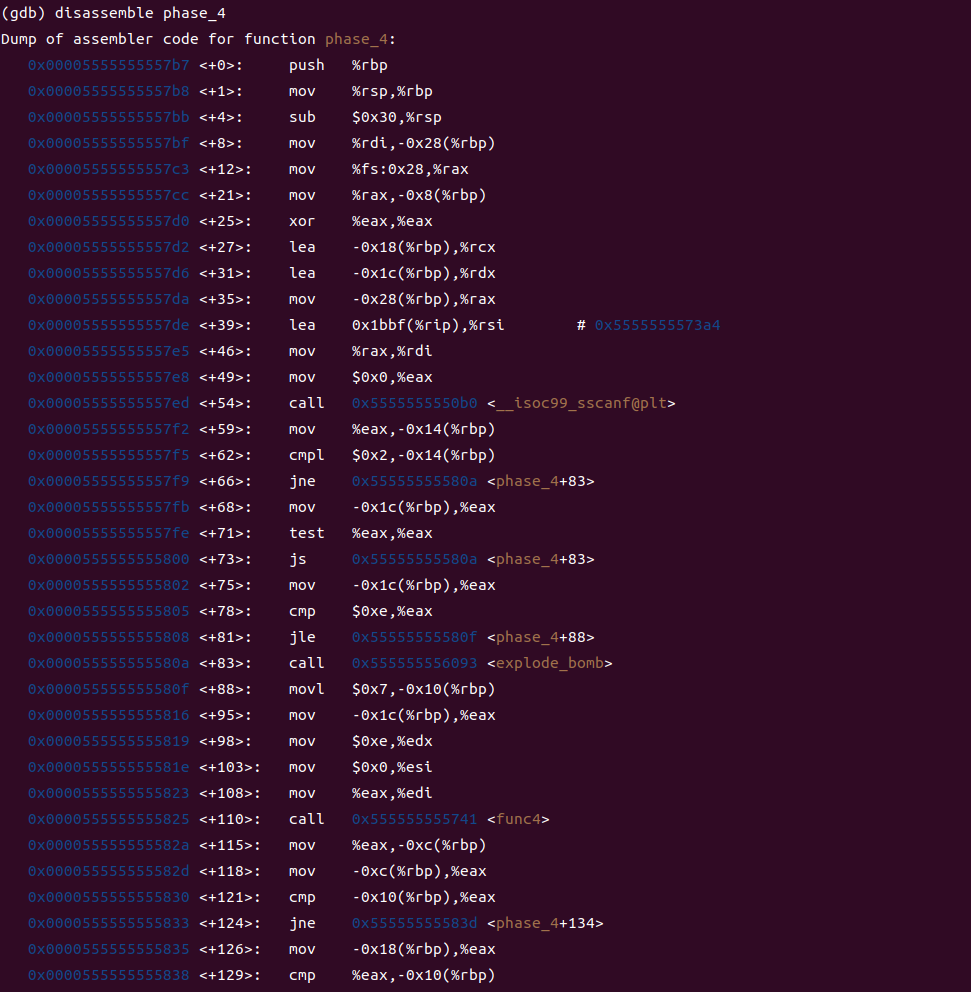 (gdb) disassemble phase_4
Dump of assembler code for function phase_4:
   0x00005555555557b7 <+0>:	push   %rbp
   0x00005555555557b8 <+1>:	mov    %rsp,%rbp
   0x00005555555557bb <+4>:	sub    $0x30,%rsp
   0x00005555555557bf <+8>:	mov    %rdi,-0x28(%rbp)
   0x00005555555557c3 <+12>:	mov    %fs:0x28,%rax
   0x00005555555557cc <+21>:	mov    %rax,-0x8(%rbp)
   0x00005555555557d0 <+25>:	xor    %eax,%eax
   0x00005555555557d2 <+27>:	lea    -0x18(%rbp),%rcx
   0x00005555555557d6 <+31>:	lea    -0x1c(%rbp),%rdx
   0x00005555555557da <+35>:	mov    -0x28(%rbp),%rax
   0x00005555555557de <+39>:	lea    0x1bbf(%rip),%rsi        # 0x5555555573a4
   0x00005555555557e5 <+46>:	mov    %rax,%rdi
   0x00005555555557e8 <+49>:	mov    $0x0,%eax
   0x00005555555557ed <+54>:	call   0x5555555550b0 <__isoc99_sscanf@plt>
   0x00005555555557f2 <+59>:	mov    %eax,-0x14(%rbp)
   0x00005555555557f5 <+62>:	cmpl   $0x2,-0x14(%rbp)
   0x00005555555557f9 <+66>:	jne    0x55555555580a <phase_4+83>
   0x00005555555557fb <+68>:	mov    -0x1c(%rbp),%eax
   0x00005555555557fe <+71>:	test   %eax,%eax
   0x0000555555555800 <+73>:	js     0x55555555580a <phase_4+83>
   0x0000555555555802 <+75>:	mov    -0x1c(%rbp),%eax
   0x0000555555555805 <+78>:	cmp    $0xe,%eax
   0x0000555555555808 <+81>:	jle    0x55555555580f <phase_4+88>
   0x000055555555580a <+83>:	call   0x555555556093 <explode_bomb>
   0x000055555555580f <+88>:	movl   $0x7,-0x10(%rbp)
   0x0000555555555816 <+95>:	mov    -0x1c(%rbp),%eax
   0x0000555555555819 <+98>:	mov    $0xe,%edx
   0x000055555555581e <+103>:	mov    $0x0,%esi
   0x0000555555555823 <+108>:	mov    %eax,%edi
   0x0000555555555825 <+110>:	call   0x555555555741 <func4>
   0x000055555555582a <+115>:	mov    %eax,-0xc(%rbp)
   0x000055555555582d <+118>:	mov    -0xc(%rbp),%eax
   0x0000555555555830 <+121>:	cmp    -0x10(%rbp),%eax
   0x0000555555555833 <+124>:	jne    0x55555555583d <phase_4+134>
   0x0000555555555835 <+126>:	mov    -0x18(%rbp),%eax
   0x0000555555555838 <+129>:	cmp    %eax,-0x10(%rbp)